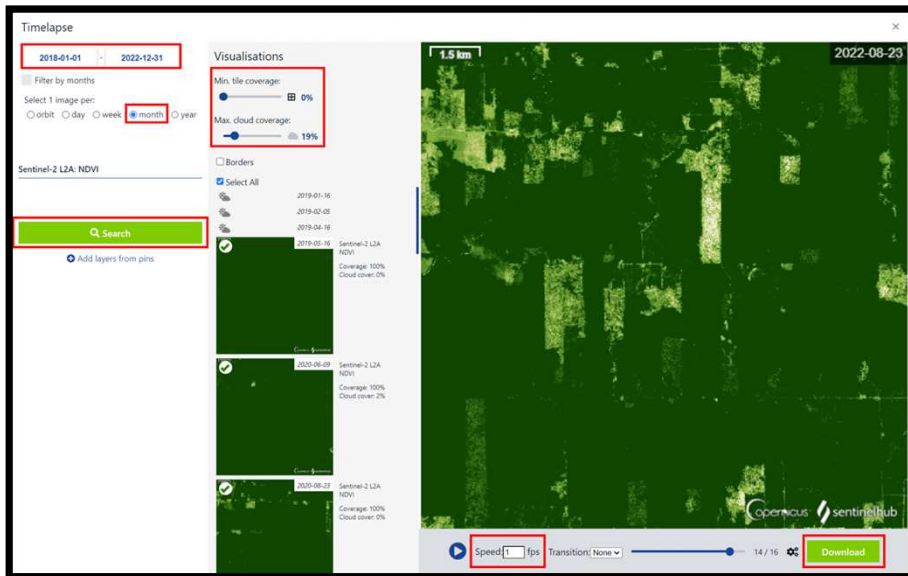 Timelapse
2018-01-01 - 2022-12-31
Filter by months
Select 1 image per:
orbit day week month year
Sentinel-2 L2A: NDVI
Search
Add layers from pins
Visualisations
Min. tile coverage:
0%
Max. cloud coverage:
19%
Borders
Select All
2019-01-16
2019-02-05
2019-04-16
2019-05-16
Sentinel-2 L2A
NDVI
Coverage: 100%
Cloud cover: 0%
2020-06-09
Sentinel-2 L2A
NDVI
Coverage: 100%
Cloud cover: 2%
2020-08-23
Sentinel-2 L2A
NDVI
Coverage: 100%
Cloud cover: 0%
1.5 km
2022-08-23
Copernicus sentinelhub
Speed: 1 fps Transition: None 14 / 16 Download